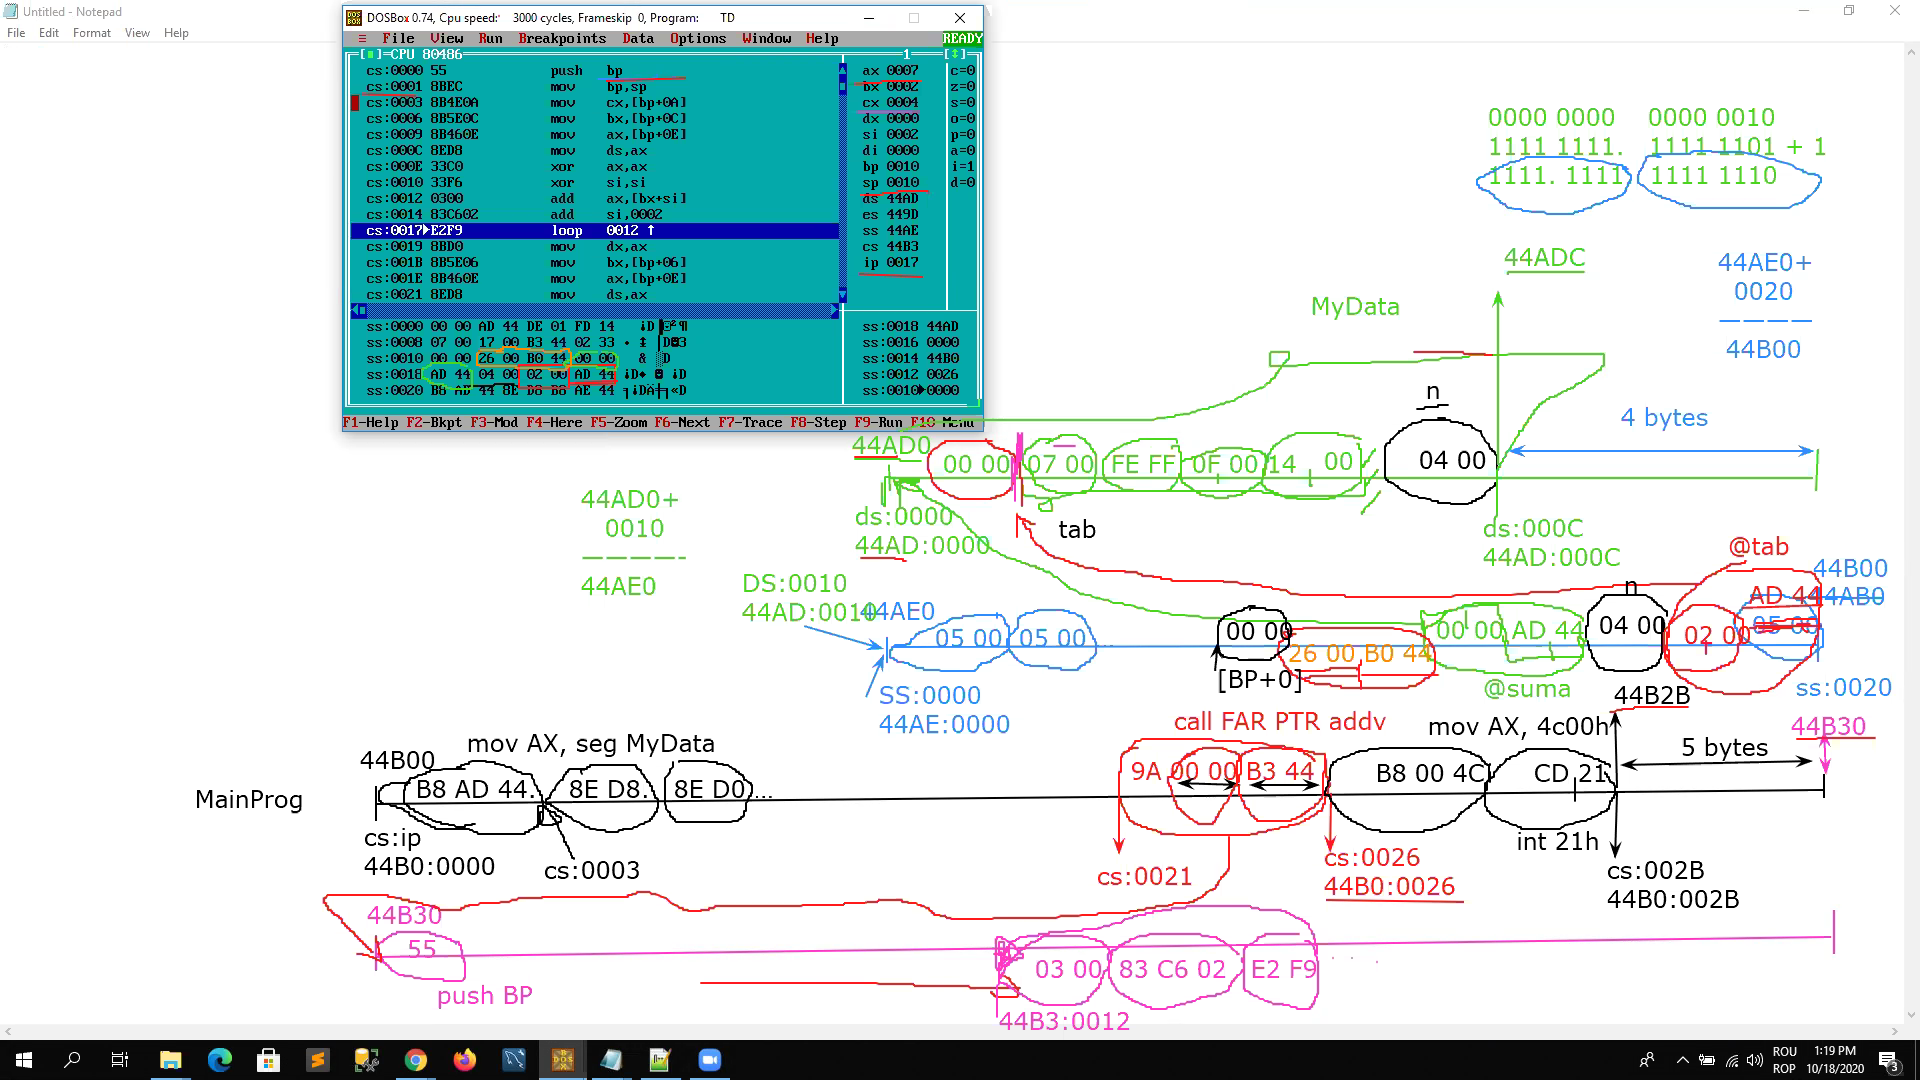 Untitled - Notepad
File Edit Format View Help
DOSBox 0.74, Cpu speed: 3000 cycles, Frameskip 0, Program: TD
≡ File View Run Breakpoints Data Options Window Help READY
CPU 80486 1
cs:0000 55 push bp ax 0007 c=0
cs:0001 8BEC mov bp,sp bx 0002 z=0
cs:0003 8B4E0A mov cx,[bp+0A] cx 0004 s=0
cs:0006 8B5E0C mov bx,[bp+0C] dx 0000 o=0
cs:0009 8B460E mov ax,[bp+0E] si 0002 p=0
cs:000C 8ED8 mov ds,ax di 0000 a=0
cs:000E 33C0 xor ax,ax bp 0010 i=1
cs:0010 33F6 xor si,si sp 0010 d=0
cs:0012 0300 add ax,[bx+si] ds 44AD
cs:0014 83C602 add si,0002 es 449D
cs:0017►E2F9 loop 0012 ↑ ss 44AE
cs:0019 8BD0 mov dx,ax cs 44B3
cs:001B 8B5E06 mov bx,[bp+06] ip 0017
cs:001E 8B460E mov ax,[bp+0E]
cs:0021 8ED8 mov ds,ax
ss:0000 00 00 AD 44 DE 01 FD 14 ss:0018 44AD
ss:0008 07 00 17 00 B3 44 02 33 ss:0016 0000
ss:0010 00 00 26 00 B0 44 00 00 ss:0014 44B0
ss:0018 AD 44 04 00 02 00 AD 44 ss:0012 0026
ss:0020 B8 AD 44 8E D8 B8 AE 44 ss:0010►0000
F1-Help F2-Bkpt F3-Mod F4-Here F5-Zoom F6-Next F7-Trace F8-Step F9-Run F10-Menu
0000 0000 0000 0010
1111 1111. 1111 1101 + 1
1111. 1111 1111 1110
44ADC
44AE0+
0020
— — — — —
44B00
MyData
n
4 bytes
44AD0
00 00 07 00 FE FF 0F 00 14 00 04 00
44AD0+
0010
— — — — — -
44AE0
ds:0000
44AD:0000
tab
ds:000C
44AD:000C
@tab
DS:0010
44AD:0010
44AE0
n
44B00
AD 44
44AB0
05 00 05 00 ...
00 00
26 00 B0 44
00 00 AD 44
04 00
02 00
05 00
[BP+0]
@suma
SS:0000
44AE:0000
44B2B
ss:0020
call FAR PTR addv
mov AX, 4c00h
44B30
44B00
mov AX, seg MyData
5 bytes
MainProg
B8 AD 44. 8E D8. 8E D0 ...
9A 00 00 B3 44
B8 00 4C
CD 21
cs:ip
44B0:0000
cs:0003
cs:0021
cs:0026
44B0:0026
int 21h
cs:002B
44B0:002B
44B30
55
push BP
03 00 83 C6 02 E2 F9
44B3:0012
ROU
ROP
1:19 PM
10/18/2020
3